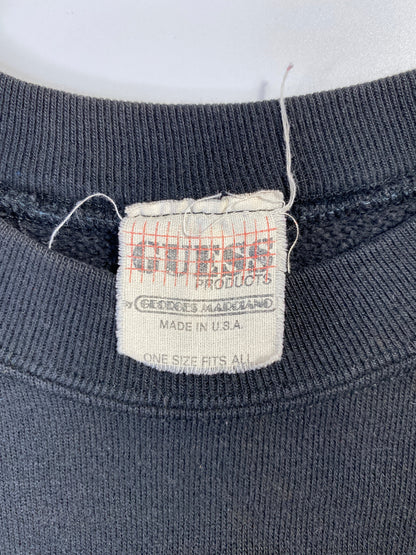 GUESS
PRODUCTS
by GEORGES MARCIANO
MADE IN U.S.A.
ONE SIZE FITS ALL